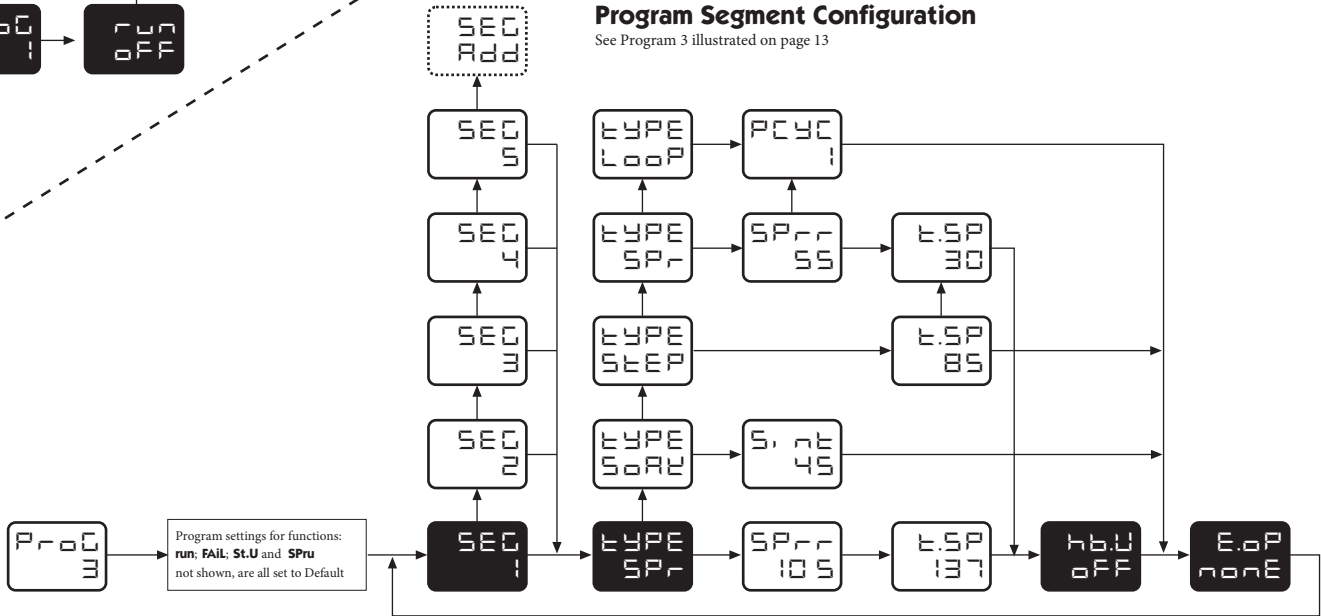 Program Segment Configuration
See Program 3 illustrated on page 13
oG
1
run
oFF
SEG
Add
SEG
5
tYPE
LooP
PCYC
1
SEG
4
tYPE
SPr
SPrr
55
t.SP
30
SEG
3
tYPE
StEP
t.SP
85
SEG
2
tYPE
SoAK
S,nt
45
ProG
3
Program settings for functions:
run; FAiL; St.U and SPru
not shown, are all set to Default
SEG
1
tYPE
SPr
SPrr
105
t.SP
137
hb.U
oFF
E.oP
nonE